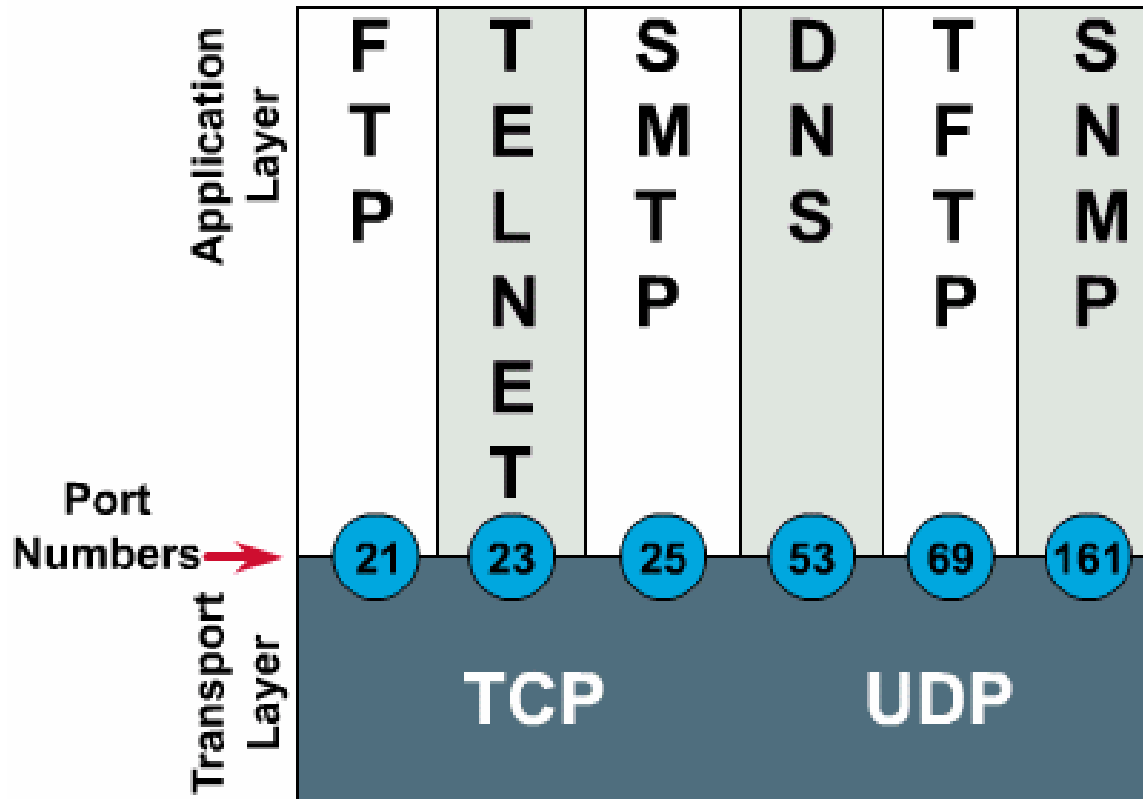 Application
Layer
FTP
TELNET
SMTP
DNS
TFTP
SNMP
Port
Numbers
21
23
25
53
69
161
Transport
Layer
TCP
UDP